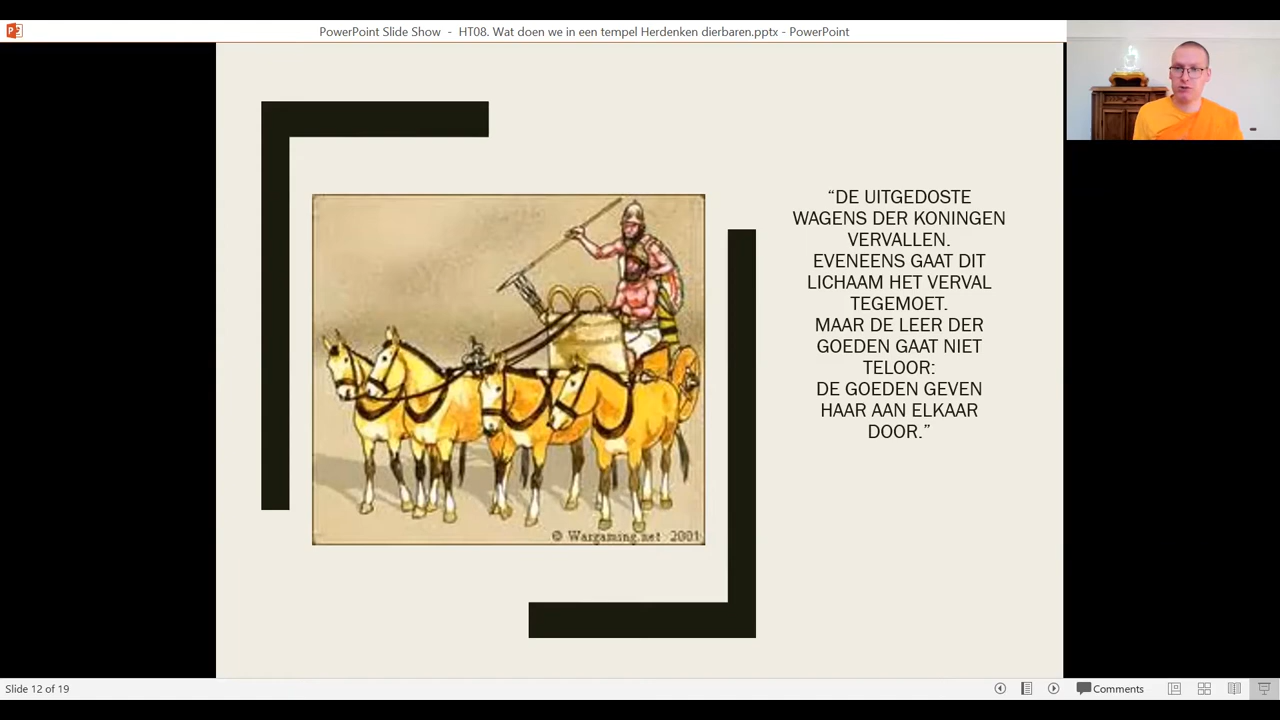 PowerPoint Slide Show - HT08. Wat doen we in een tempel Herdenken dierbaren.pptx - PowerPoint
“DE UITGEDOSTE
WAGENS DER KONINGEN
VERVALLEN.
EVENEENS GAAT DIT
LICHAAM HET VERVAL
TEGEMOET.
MAAR DE LEER DER
GOEDEN GAAT NIET
TELOOR:
DE GOEDEN GEVEN
HAAR AAN ELKAAR
DOOR.”
© Wargaming.net 2001
Slide 12 of 19
Comments